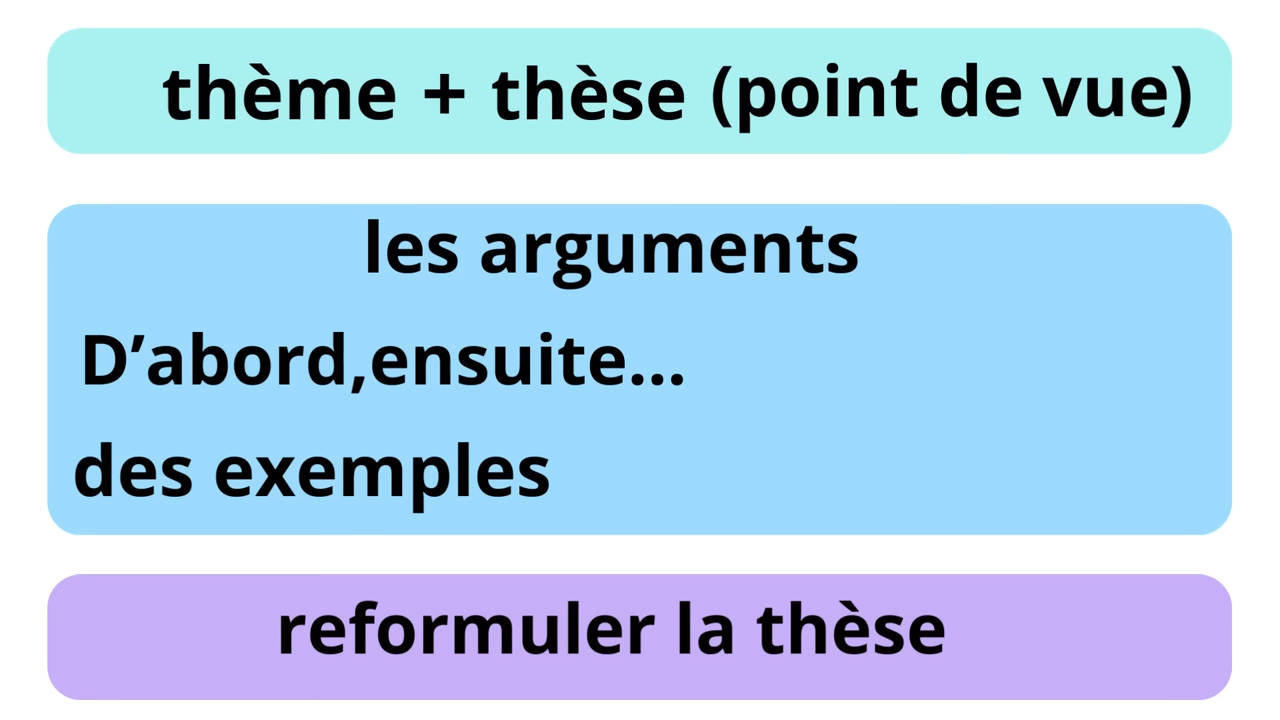 thème + thèse (point de vue)
les arguments
D’abord,ensuite...
des exemples
reformuler la thèse